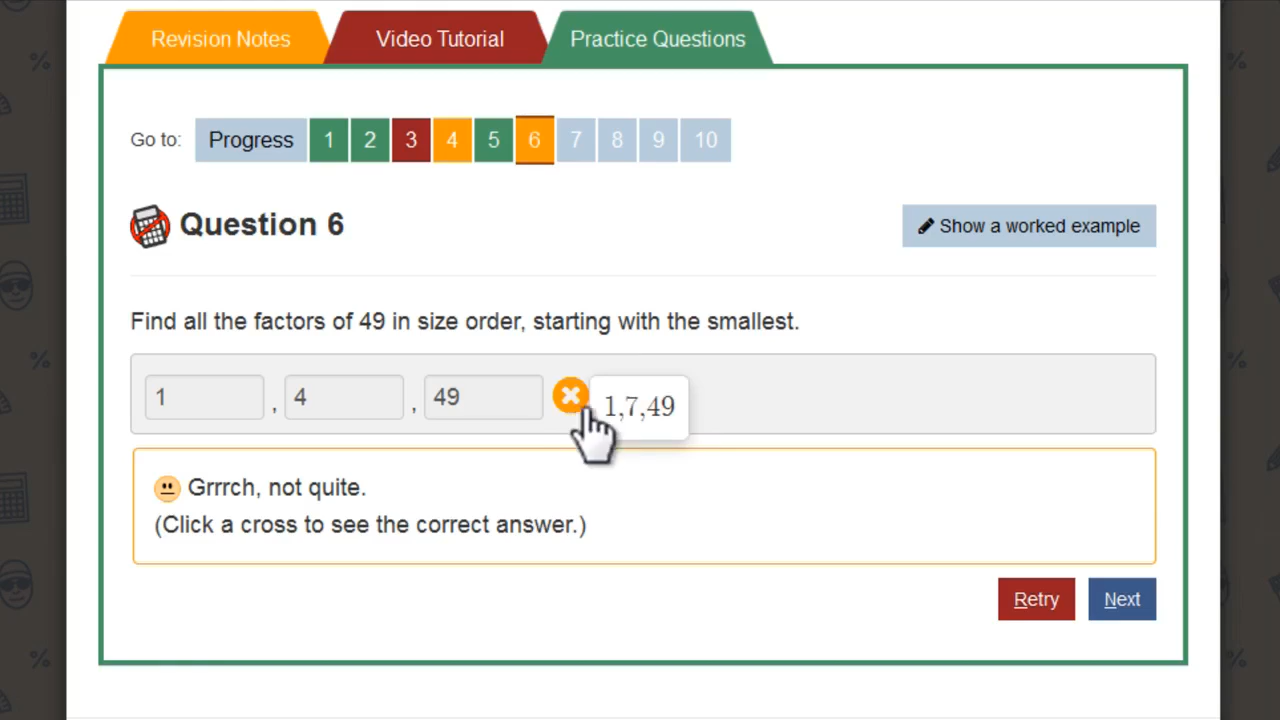 Revision Notes Video Tutorial Practice Questions
Go to: Progress 1 2 3 4 5 6 7 8 9 10
Question 6 Show a worked example
Find all the factors of 49 in size order, starting with the smallest.
1 , 4 , 49 1,7,49
Grrrch, not quite.
(Click a cross to see the correct answer.)
Retry Next